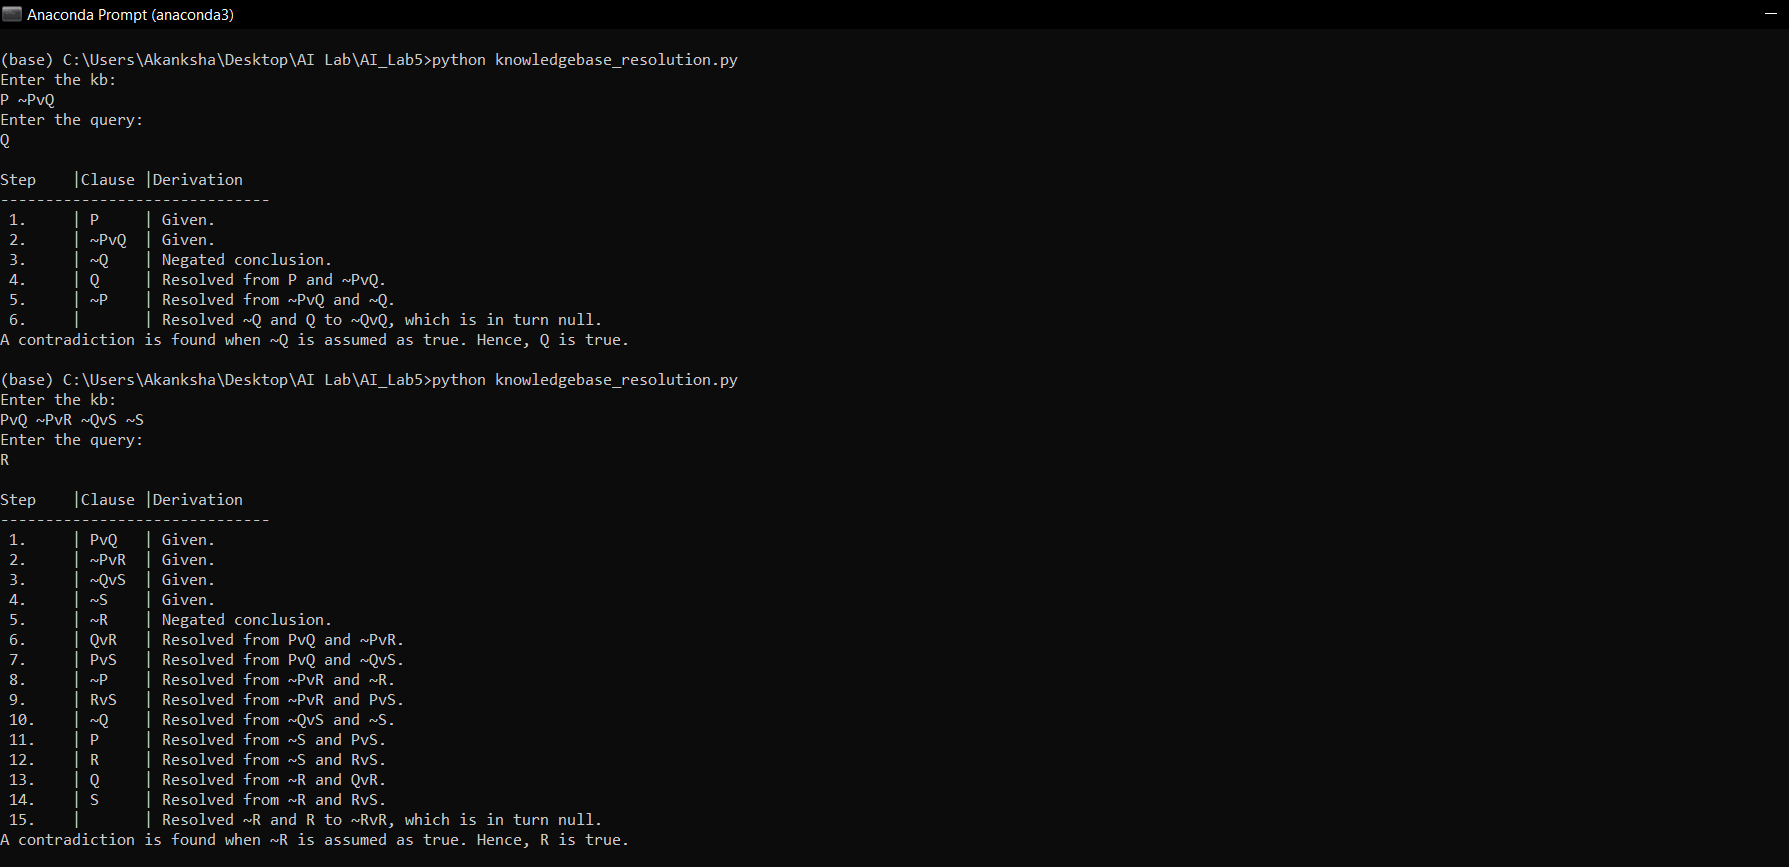 Anaconda Prompt (anaconda3)
(base) C:\Users\Akanksha\Desktop\AI Lab\AI_Lab5>python knowledgebase_resolution.py
Enter the kb:
P ~PvQ
Enter the query:
Q
Step    |Clause |Derivation
------------------------------
 1.     | P     | Given.
 2.     | ~PvQ  | Given.
 3.     | ~Q    | Negated conclusion.
 4.     | Q     | Resolved from P and ~PvQ.
 5.     | ~P    | Resolved from ~PvQ and ~Q.
 6.     |       | Resolved ~Q and Q to ~QvQ, which is in turn null.
A contradiction is found when ~Q is assumed as true. Hence, Q is true.
(base) C:\Users\Akanksha\Desktop\AI Lab\AI_Lab5>python knowledgebase_resolution.py
Enter the kb:
PvQ ~PvR ~QvS ~S
Enter the query:
R
Step    |Clause |Derivation
------------------------------
 1.     | PvQ   | Given.
 2.     | ~PvR  | Given.
 3.     | ~QvS  | Given.
 4.     | ~S    | Given.
 5.     | ~R    | Negated conclusion.
 6.     | QvR   | Resolved from PvQ and ~PvR.
 7.     | PvS   | Resolved from PvQ and ~QvS.
 8.     | ~P    | Resolved from ~PvR and ~R.
 9.     | RvS   | Resolved from ~PvR and PvS.
 10.    | ~Q    | Resolved from ~QvS and ~S.
 11.    | P     | Resolved from ~S and PvS.
 12.    | R     | Resolved from ~S and RvS.
 13.    | Q     | Resolved from ~R and QvR.
 14.    | S     | Resolved from ~R and RvS.
 15.    |       | Resolved ~R and R to ~RvR, which is in turn null.
A contradiction is found when ~R is assumed as true. Hence, R is true.